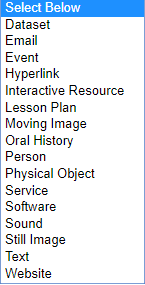 Select Below
Dataset
Email
Event
Hyperlink
Interactive Resource
Lesson Plan
Moving Image
Oral History
Person
Physical Object
Service
Software
Sound
Still Image
Text
Website